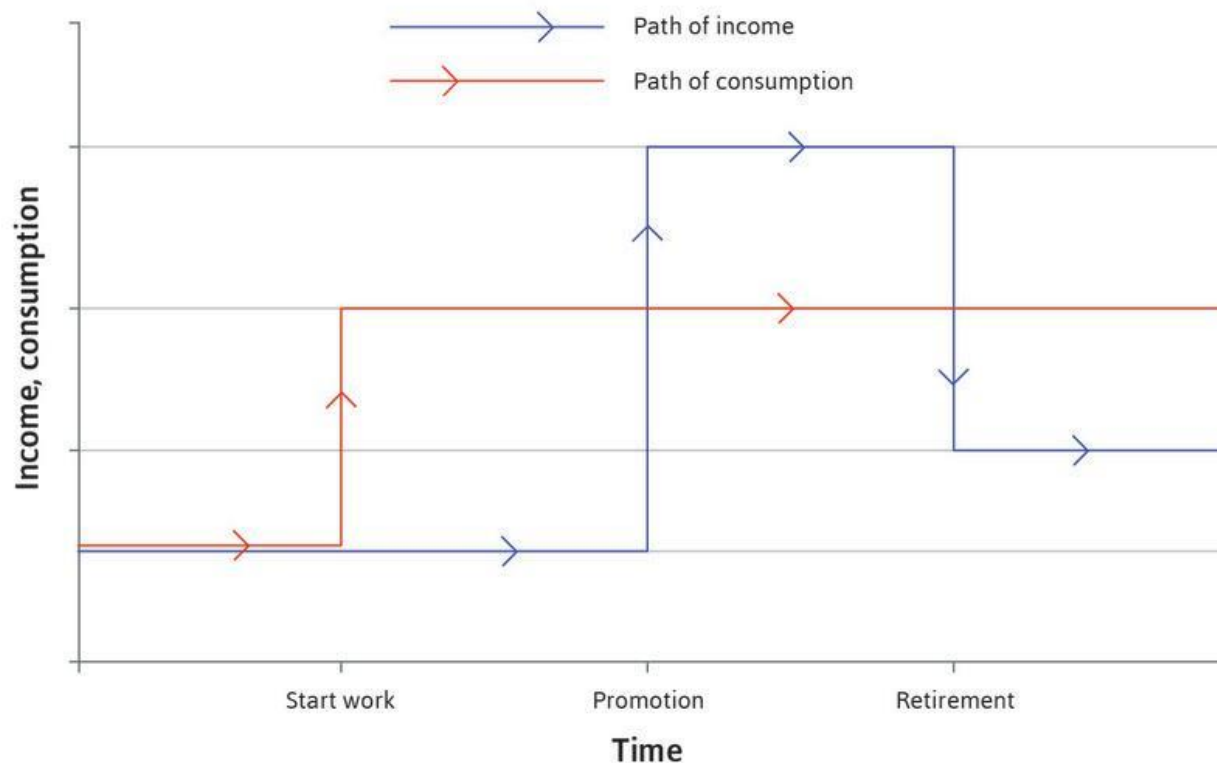 Path of income
Path of consumption
Income, consumption
Start work
Promotion
Retirement
Time